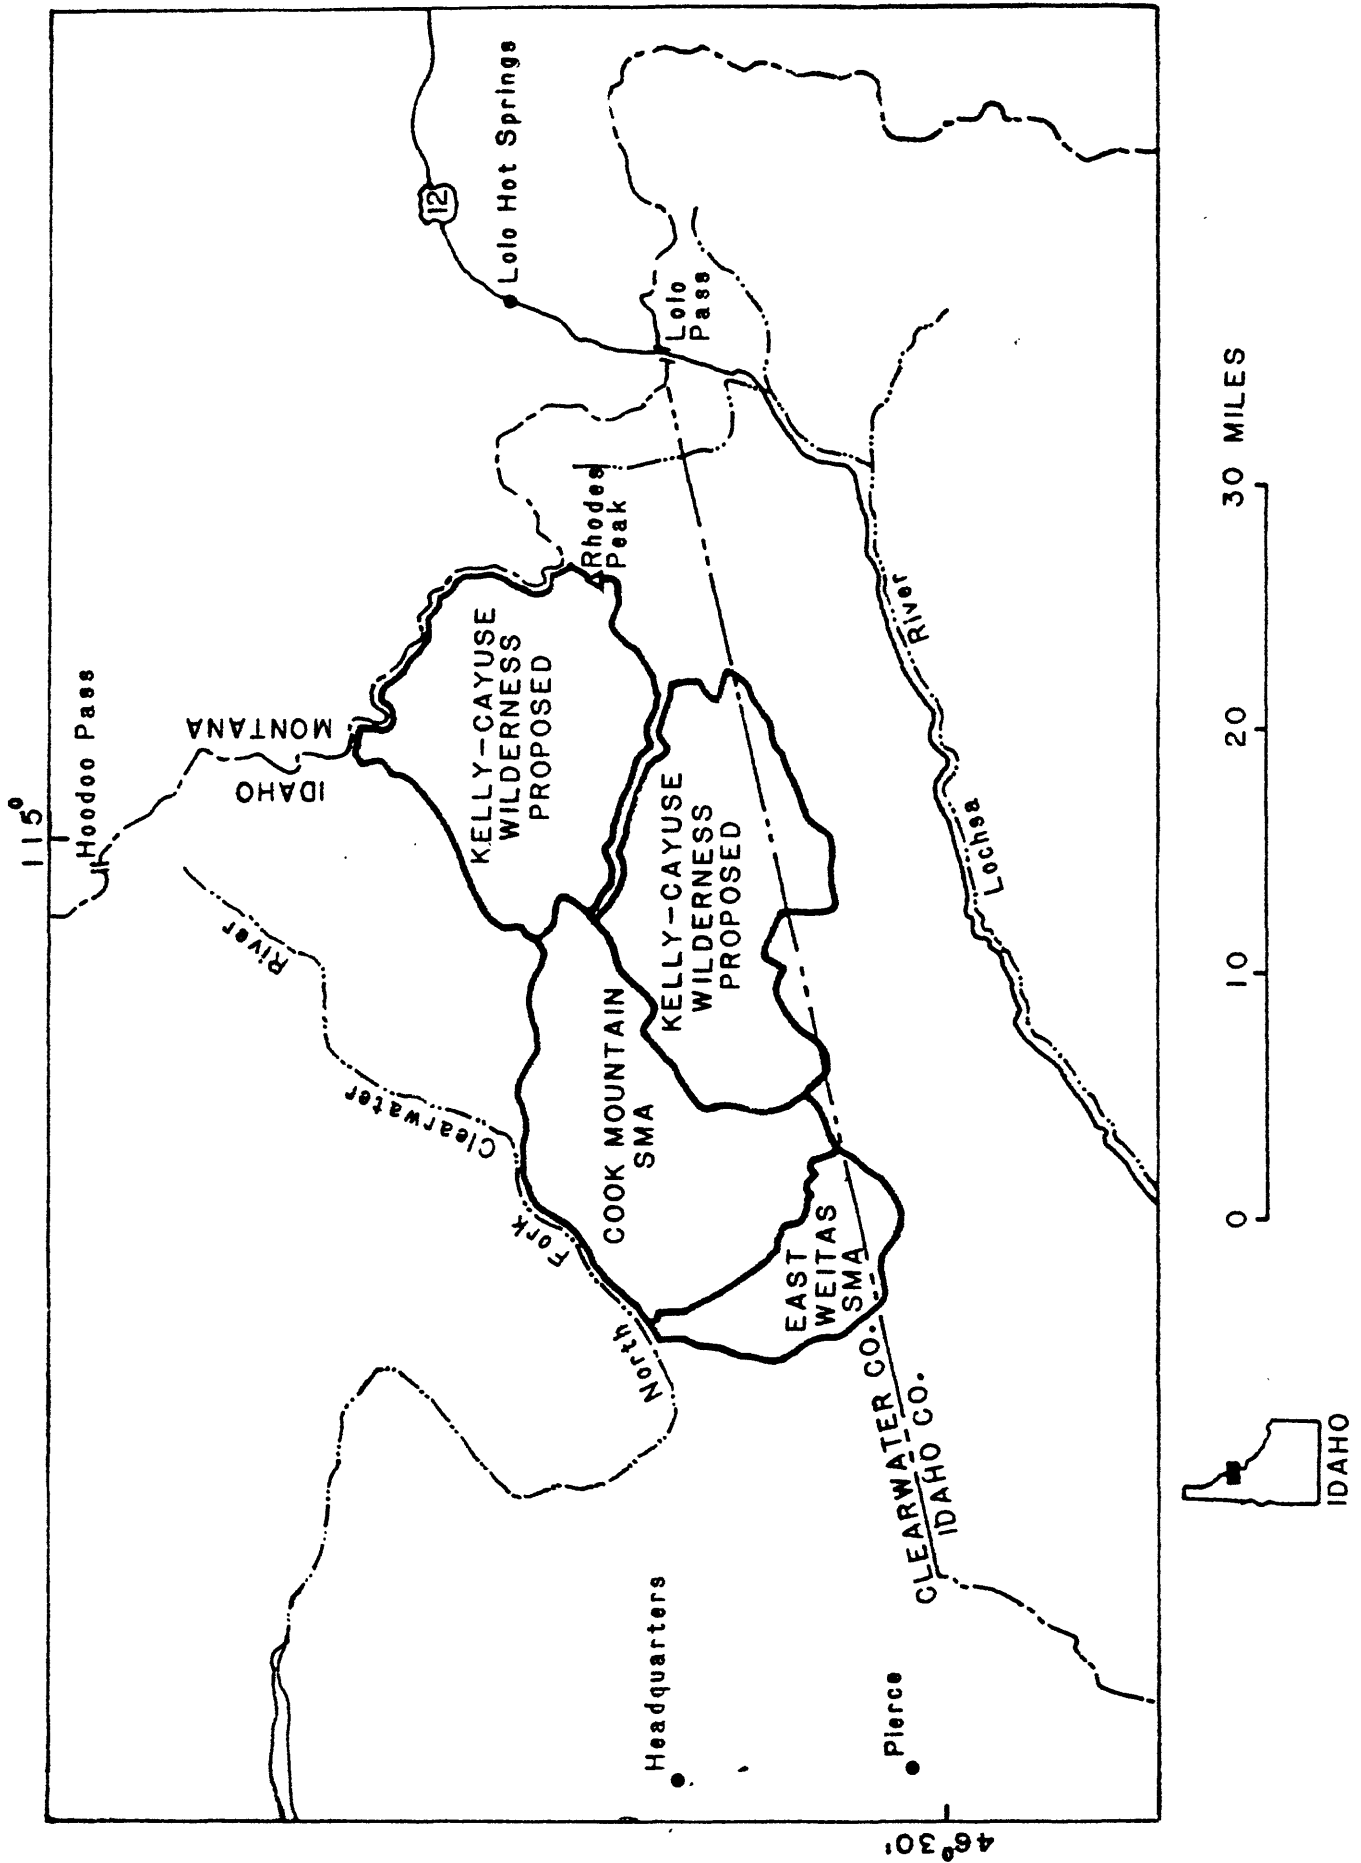 115°
Hoodoo Pass
MONTANA
IDAHO
12
Lolo Hot Springs
Lolo
Pass
Rhodes
Peak
KELLY-CAYUSE
WILDERNESS
PROPOSED
KELLY-CAYUSE
WILDERNESS
PROPOSED
COOK MOUNTAIN
SMA
EAST
WEITAS
SMA
North Fork Clearwater River
Lochsa River
CLEARWATER CO.
IDAHO CO.
Headquarters
Pierce
46°30'
0 10 20 30 MILES
IDAHO